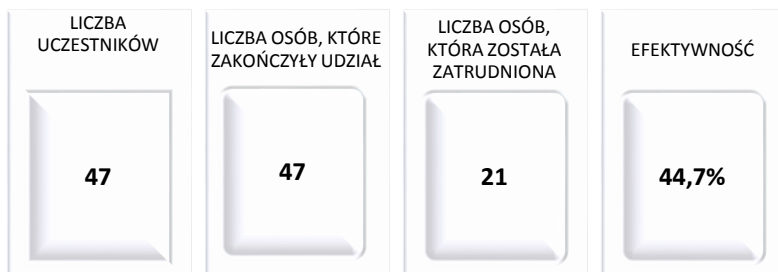 LICZBA
UCZESTNIKÓW
47
LICZBA OSÓB, KTÓRE
ZAKOŃCZYŁY UDZIAŁ
47
LICZBA OSÓB,
KTÓRA ZOSTAŁA
ZATRUDNIONA
21
EFEKTYWNOŚĆ
44,7%